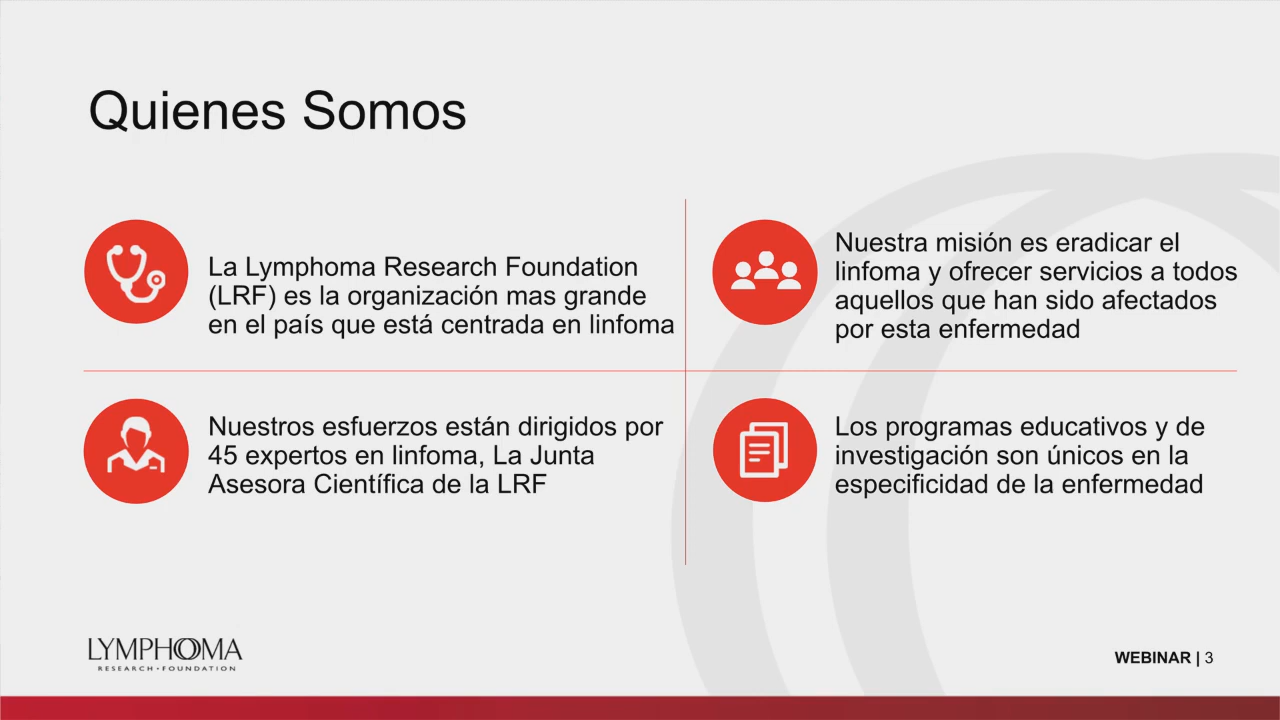 Quienes Somos
La Lymphoma Research Foundation
(LRF) es la organización mas grande
en el país que está centrada en linfoma
Nuestra misión es eradicar el
linfoma y ofrecer servicios a todos
aquellos que han sido afectados
por esta enfermedad
Nuestros esfuerzos están dirigidos por
45 expertos en linfoma, La Junta
Asesora Científica de la LRF
Los programas educativos y de
investigación son únicos en la
especificidad de la enfermedad
LYMPHOMA
RESEARCH•FOUNDATION
WEBINAR | 3